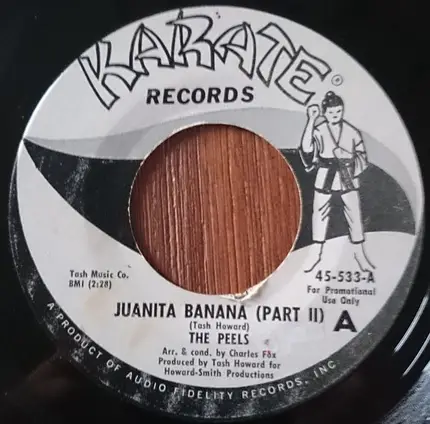 KARATE
RECORDS
45-533-A
Tash Music Co.
BMI (2:28)
For Promotional
Use Only
JUANITA BANANA (PART II)
A
(Tash Howard)
THE PEELS
Arr. & cond. by Charles Fox
Produced by Tash Howard for
Howard-Smith Productions
A PRODUCT OF AUDIO FIDELITY RECORDS, INC.